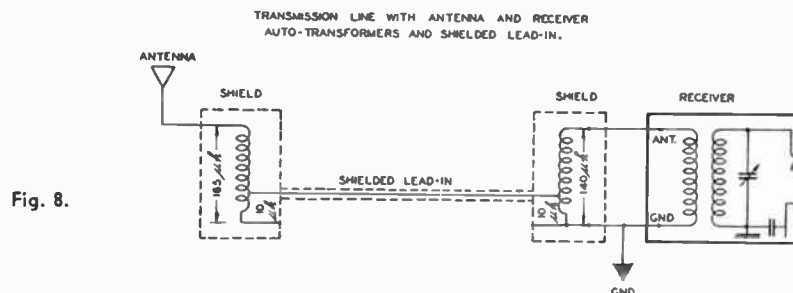 TRANSMISSION LINE WITH ANTENNA AND RECEIVER
AUTO-TRANSFORMERS AND SHIELDED LEAD-IN.
ANTENNA
SHIELD
SHIELD
RECEIVER
ANT.
165 μh
SHIELDED LEAD-IN
140 μh
Fig. 8.
10 μh
10 μh
GND
GND